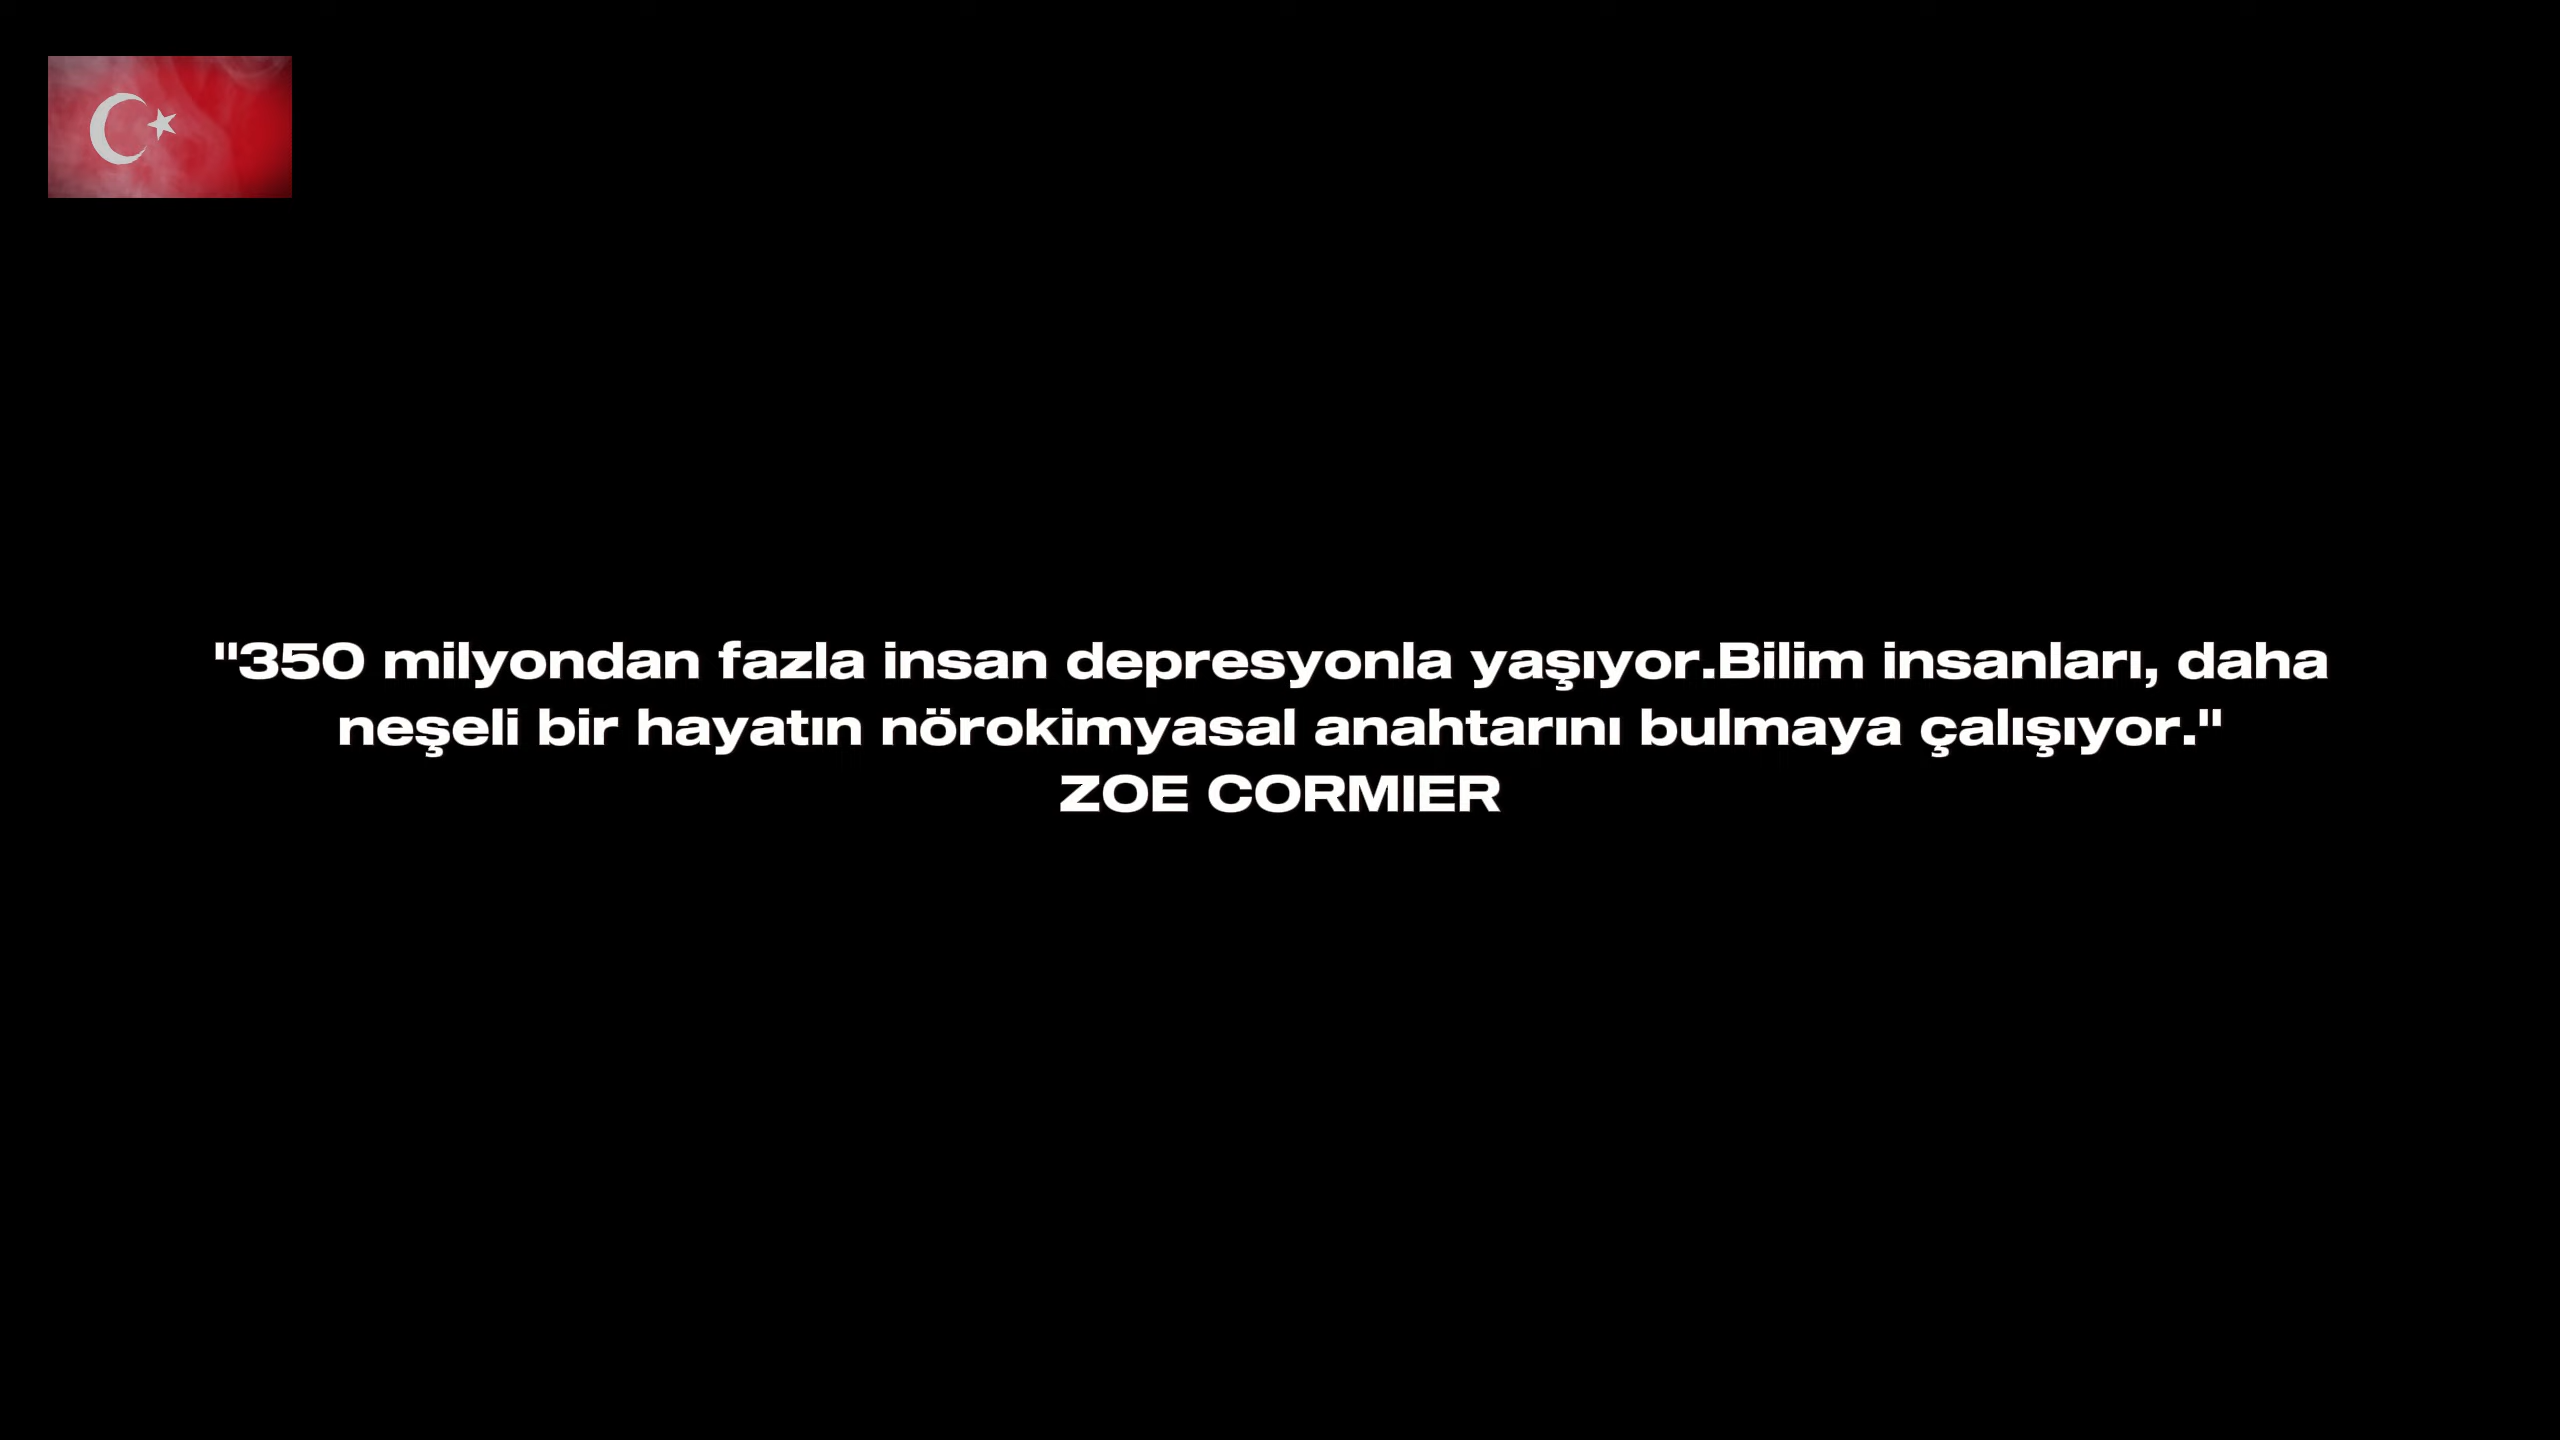 "350 milyondan fazla insan depresyonla yaşıyor.Bilim insanları, daha
neşeli bir hayatın nörokimyasal anahtarını bulmaya çalışıyor."
ZOE CORMIER